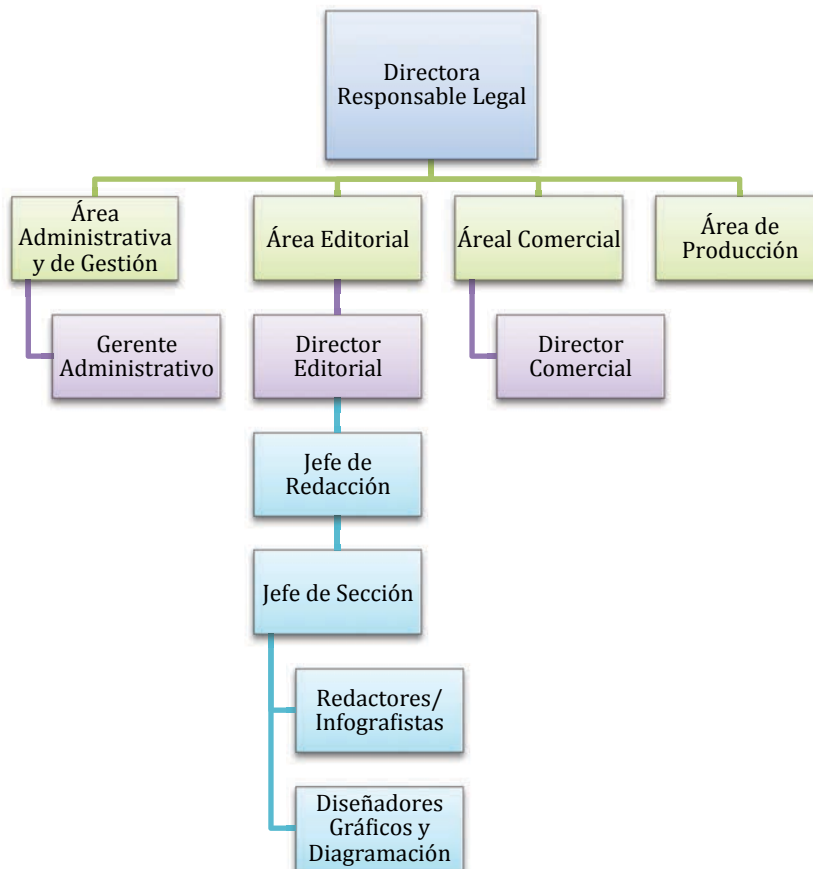 Directora
Responsable Legal
Área
Administrativa
y de Gestión
Área Editorial
Áreal Comercial
Área de
Producción
Gerente
Administrativo
Director
Editorial
Director
Comercial
Jefe de
Redacción
Jefe de Sección
Redactores/
Infografistas
Diseñadores
Gráficos y
Diagramación